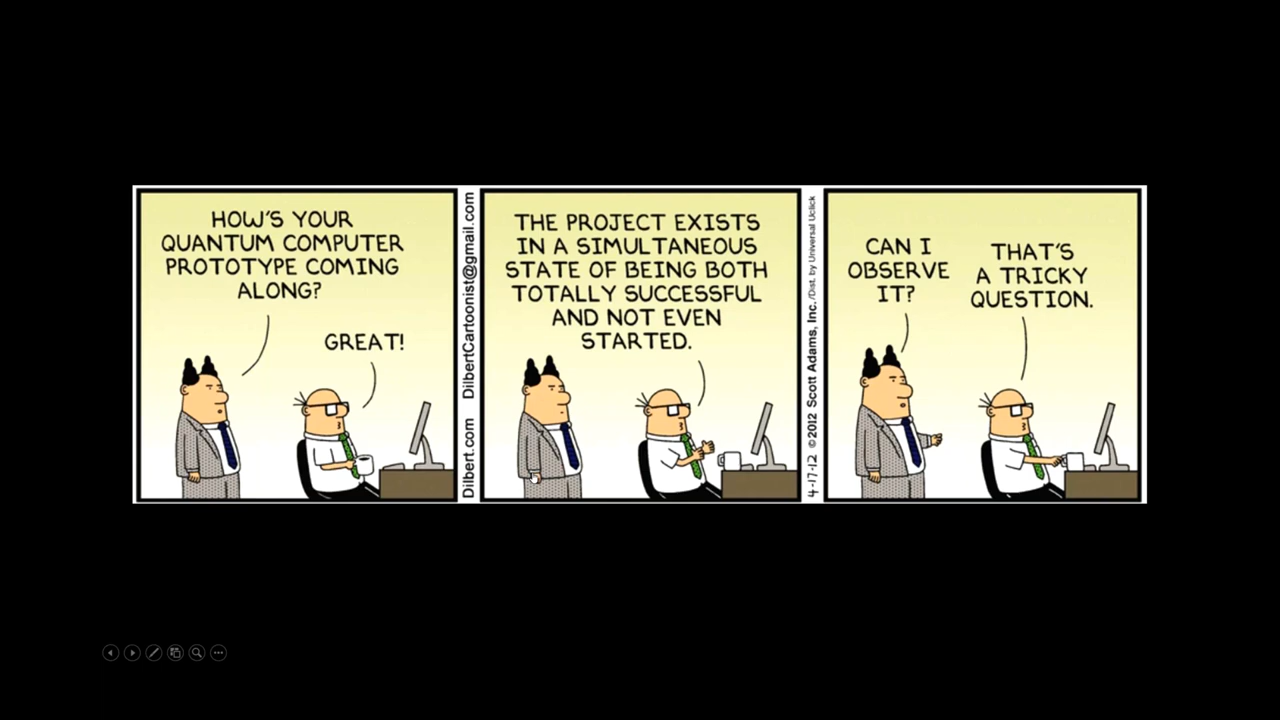 HOW'S YOUR
QUANTUM COMPUTER
PROTOTYPE COMING
ALONG?
GREAT!
Dilbert.com DilbertCartoonist@gmail.com
THE PROJECT EXISTS
IN A SIMULTANEOUS
STATE OF BEING BOTH
TOTALLY SUCCESSFUL
AND NOT EVEN
STARTED.
4-17-12 ©2012 Scott Adams, Inc. /Dist. by Universal Uclick
CAN I
OBSERVE
IT?
THAT'S
A TRICKY
QUESTION.